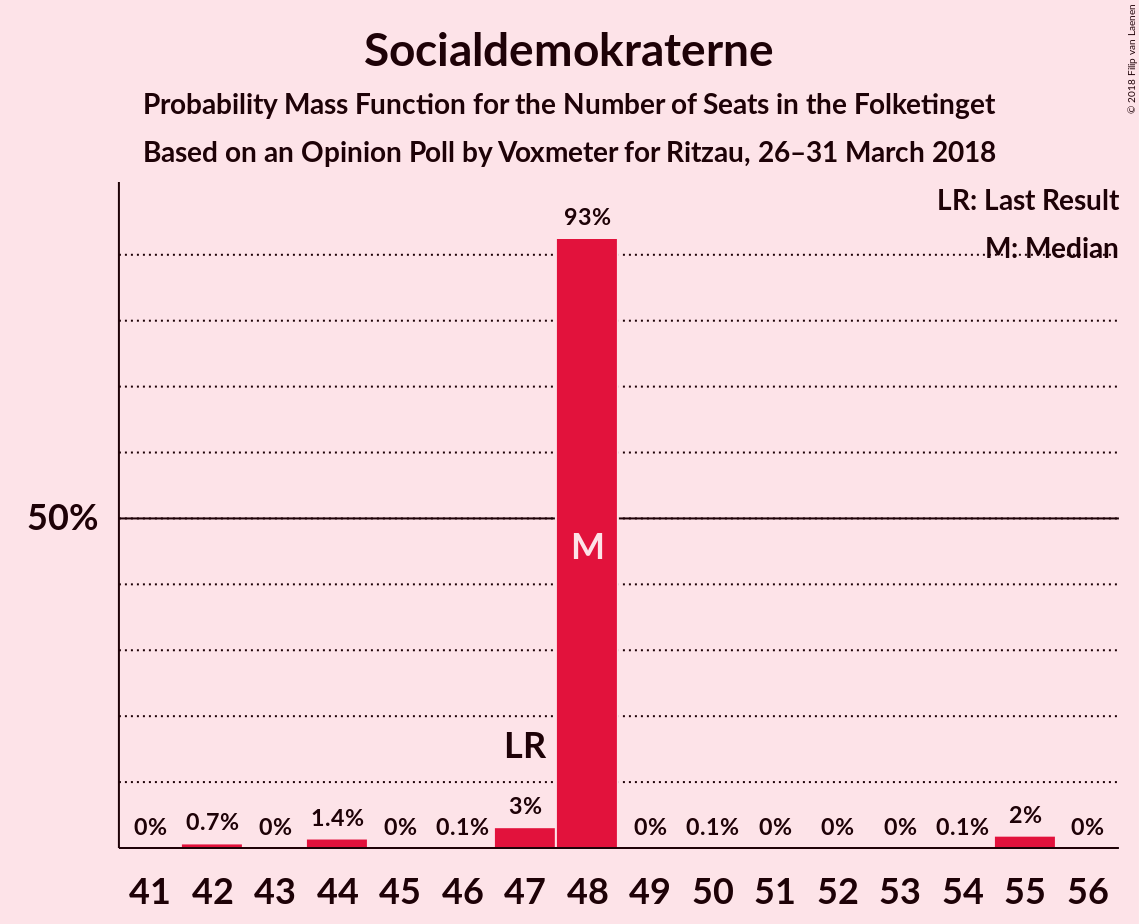 Socialdemokraterne
Probability Mass Function for the Number of Seats in the Folketinget
Based on an Opinion Poll by Voxmeter for Ritzau, 26–31 March 2018
© 2018 Filip van Laenen
LR: Last Result
M: Median
93%
50%
M
LR
0% 0.7% 0% 1.4% 0% 0.1% 3% 0% 0.1% 0% 0% 0% 0.1% 2% 0%
41 42 43 44 45 46 47 48 49 50 51 52 53 54 55 56